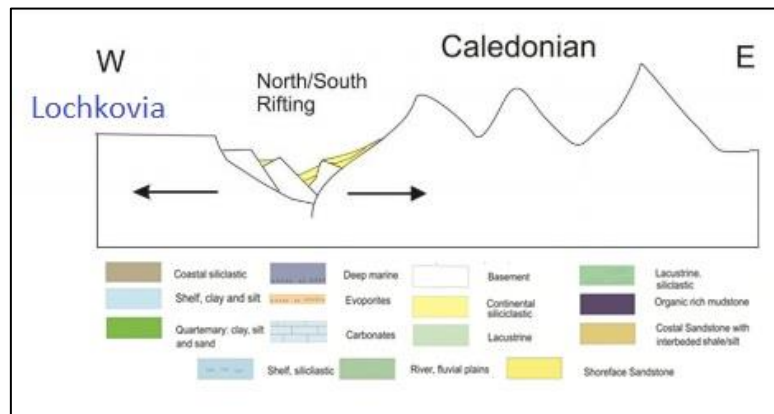 W
Caledonian
E
North/South
Rifting
Lochkovia
Coastal siliclastic
Deep marine
Basement
Lacustrine,
siliclastic
Shelf, clay and silt
Evoporites
Continental
siliciclastic
Organic rich mudstone
Quarternary: clay, silt
and sand
Carbonates
Lacustrine
Costal Sandstone with
interbeded shale/silt
Shelf, siliclastic
River, fluvial plains
Shoreface Sandstone